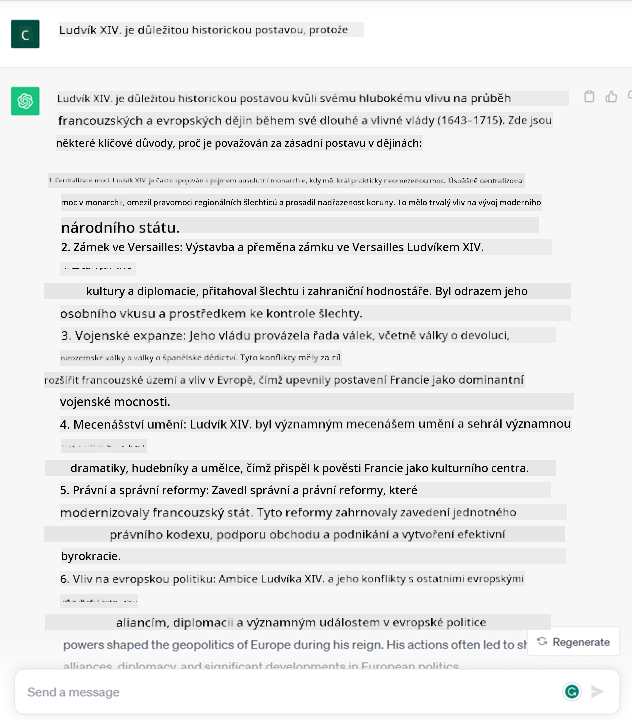 C
Ludvík XIV. je důležitou historickou postavou, protože
Ludvík XIV. je důležitou historickou postavou kvůli svému hlubokému vlivu na průběh
francouzských a evropských dějin během své dlouhé a vlivné vlády (1643–1715). Zde jsou
některé klíčové důvody, proč je považován za zásadní postavu v dějinách:
1. Centralizace moci: Ludvík XIV. je často spojován s pojmem absolutní monarchie, kdy měl král prakticky neomezenou moc. Úspěšně centralizoval
moc v monarchii, omezil pravomoci regionálních šlechticů a prosadil nadřazenost koruny. To mělo trvalý vliv na vývoj moderního
národního státu.
2. Zámek ve Versailles: Výstavba a přeměna zámku ve Versailles Ludvíkem XIV.
kultury a diplomacie, přitahoval šlechtu i zahraniční hodnostáře. Byl odrazem jeho
osobního vkusu a prostředkem ke kontrole šlechty.
3. Vojenské expanze: Jeho vládu provázela řada válek, včetně války o devoluci,
nizozemské války a války o španělské dědictví. Tyto konflikty měly za cíl
rozšířit francouzské území a vliv v Evropě, čímž upevnily postavení Francie jako dominantní
vojenské mocnosti.
4. Mecenášství umění: Ludvík XIV. byl významným mecenášem umění a sehrál významnou
dramatiky, hudebníky a umělce, čímž přispěl k pověsti Francie jako kulturního centra.
5. Právní a správní reformy: Zavedl správní a právní reformy, které
modernizovaly francouzský stát. Tyto reformy zahrnovaly zavedení jednotného
právního kodexu, podporu obchodu a podnikání a vytvoření efektivní
byrokracie.
6. Vliv na evropskou politiku: Ambice Ludvíka XIV. a jeho konflikty s ostatními evropskými
aliancím, diplomacii a významným událostem v evropské politice
powers shaped the geopolitics of Europe during his reign. His actions often led to sh
Regenerate
alliances, diplomacy, and significant developments in European politics.
Send a message